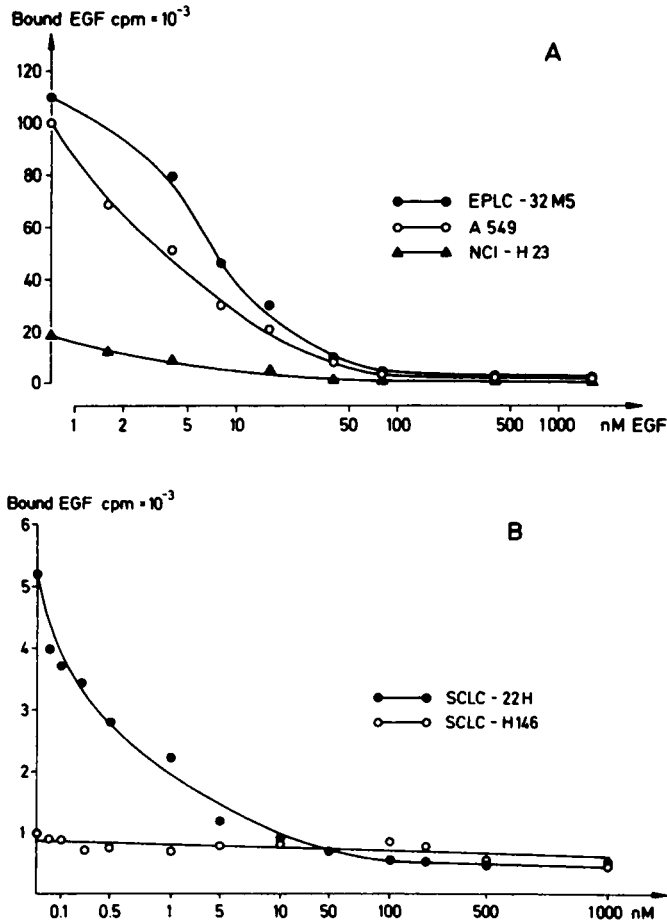 Bound EGF cpm × 10⁻³
A
120
100
80
60
40
20
0
EPLC - 32 M5
A 549
NCI - H 23
1 2 5 10 50 100 500 1000 nM EGF
Bound EGF cpm × 10⁻³
B
6
5
4
3
2
1
SCLC - 22H
SCLC - H146
0.1 0.5 1 5 10 50 100 500 1000 nM